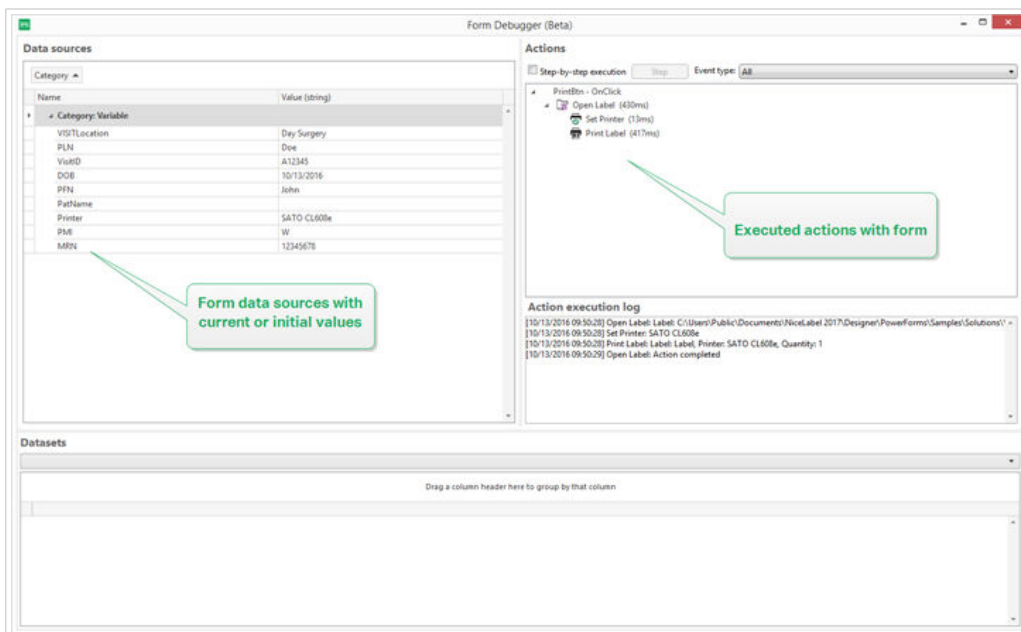 Form Debugger (Beta)
Data sources
Category
Name Value (string)
Category: Variable
VISITLocation Day Surgery
PLN Doe
VisitID A12345
DOB 10/13/2016
PFN John
PatName
Printer SATO CL608e
PMI W
MRN 12345678
Form data sources with
current or initial values
Actions
Step-by-step execution Step Event type: All
PrintBtn - OnClick
Open Label (430ms)
Set Printer (13ms)
Print Label (417ms)
Executed actions with form
Action execution log
[10/13/2016 09:50:28] Open Label: Label: C:\Users\Public\Documents\NiceLabel 2017\Designer\PowerForms\Samples\Solutions\
[10/13/2016 09:50:28] Set Printer: SATO CL608e
[10/13/2016 09:50:28] Print Label: Label: Label, Printer: SATO CL608e, Quantity: 1
[10/13/2016 09:50:29] Open Label: Action completed
Datasets
Drag a column header here to group by that column